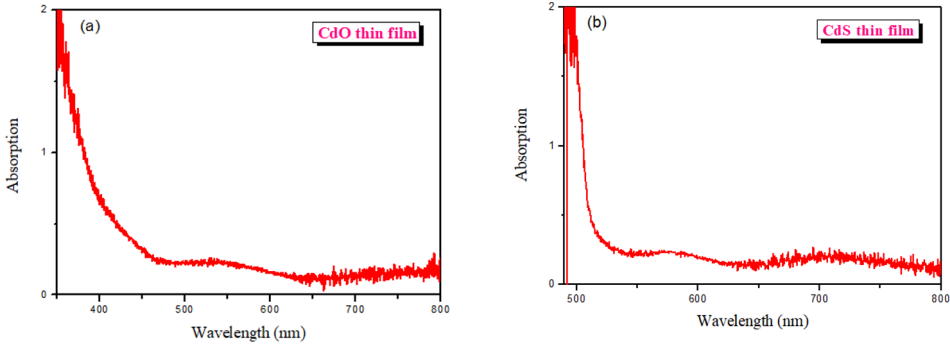 (a)
CdO thin film
Absorption
2
1
0
400 500 600 700 800
Wavelength (nm)
(b)
CdS thin film
Absorption
2
1
0
500 600 700 800
Wavelength (nm)